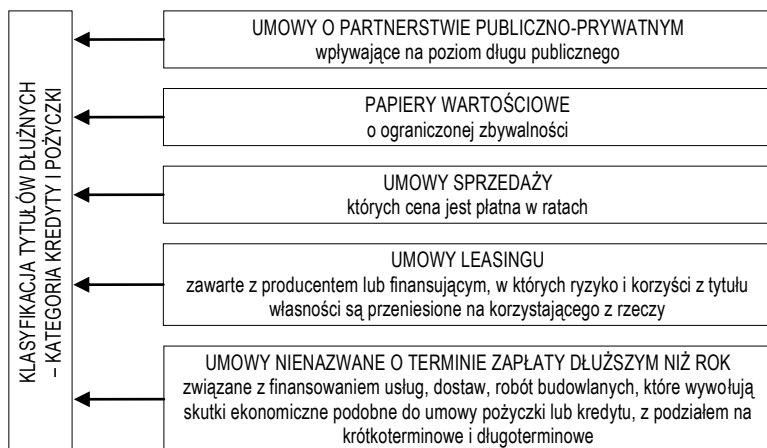 KLASYFIKACJA TYTUŁÓW DŁUŻNYCH
– KATEGORIA KREDYTY I POŻYCZKI
UMOWY O PARTNERSTWIE PUBLICZNO-PRYWATNYM
wpływające na poziom długu publicznego
PAPIERY WARTOŚCIOWE
o ograniczonej zbywalności
UMOWY SPRZEDAŻY
których cena jest płatna w ratach
UMOWY LEASINGU
zawarte z producentem lub finansującym, w których ryzyko i korzyści z tytułu
własności są przeniesione na korzystającego z rzeczy
UMOWY NIENAZWANE O TERMINIE ZAPŁATY DŁUŻSZYM NIŻ ROK
związane z finansowaniem usług, dostaw, robót budowlanych, które wywołują
skutki ekonomiczne podobne do umowy pożyczki lub kredytu, z podziałem na
krótkoterminowe i długoterminowe